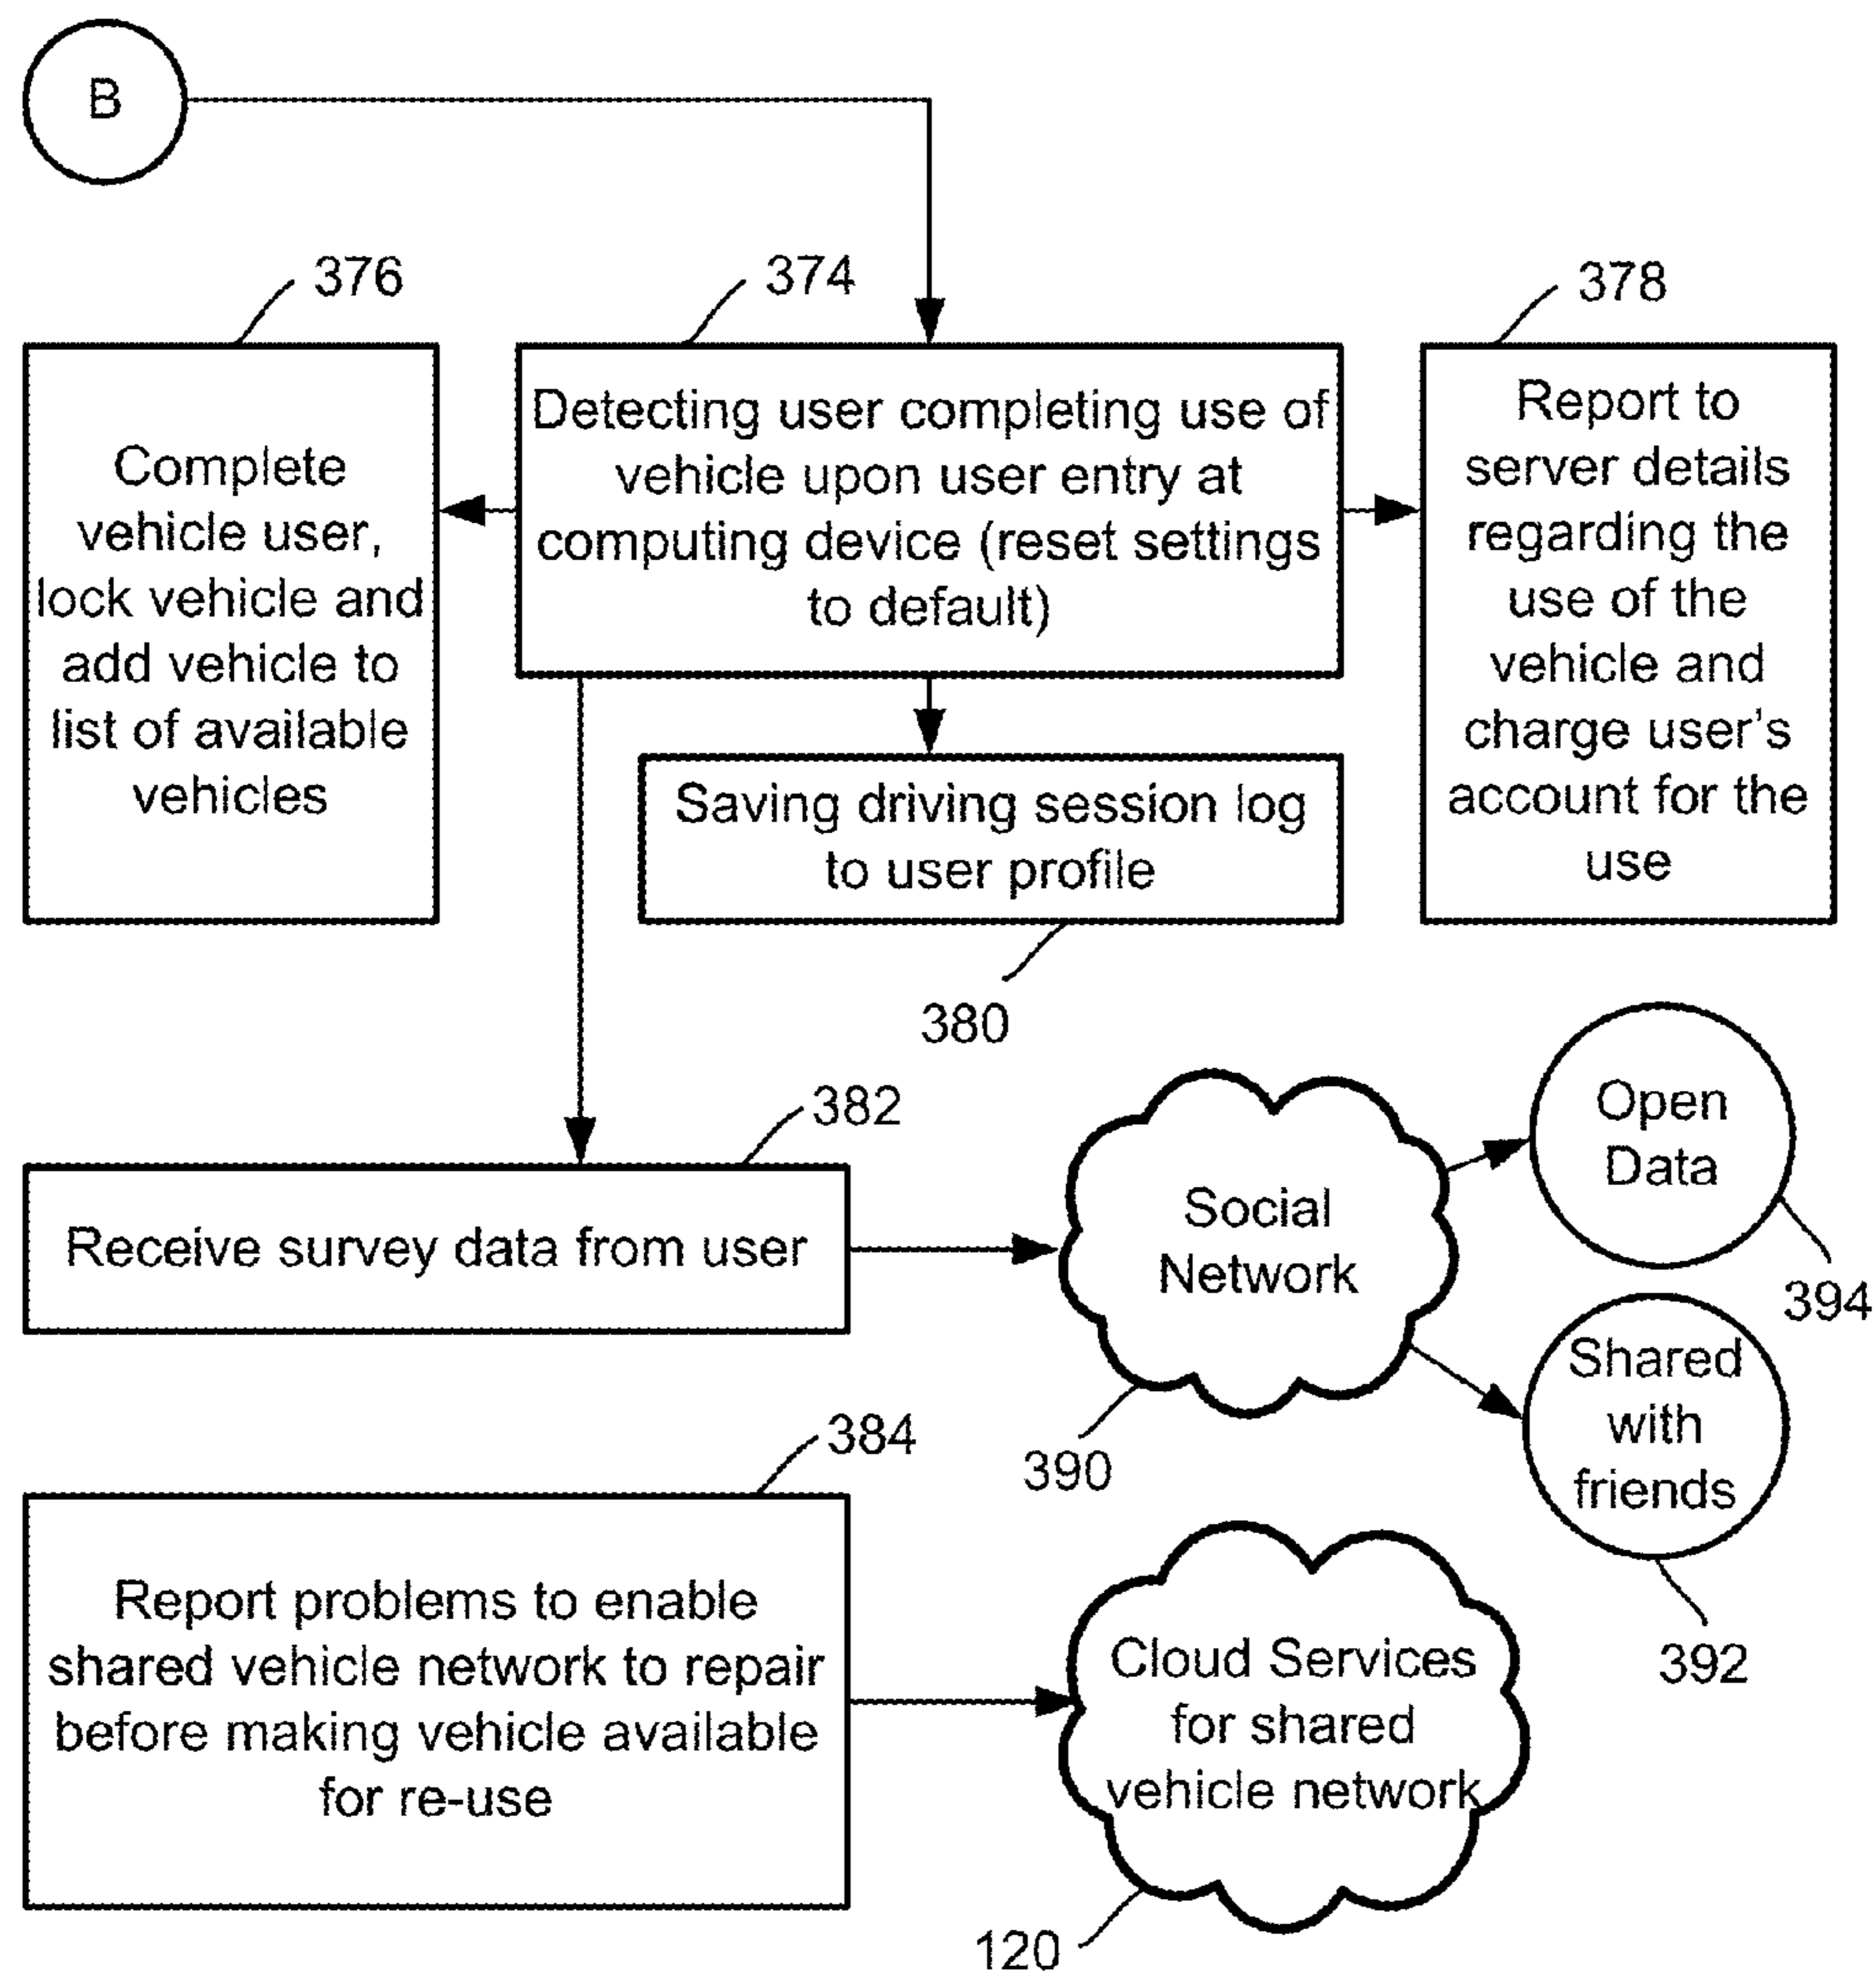 B
376
374
378
Complete
vehicle user,
lock vehicle and
add vehicle to
list of available
vehicles
Detecting user completing use of
vehicle upon user entry at
computing device (reset settings
to default)
Report to
server details
regarding the
use of the
vehicle and
charge user's
account for the
use
Saving driving session log
to user profile
380
382
Receive survey data from user
Social
Network
390
Open
Data
394
Shared
with
friends
392
384
Report problems to enable
shared vehicle network to repair
before making vehicle available
for re-use
Cloud Services
for shared
vehicle network
120